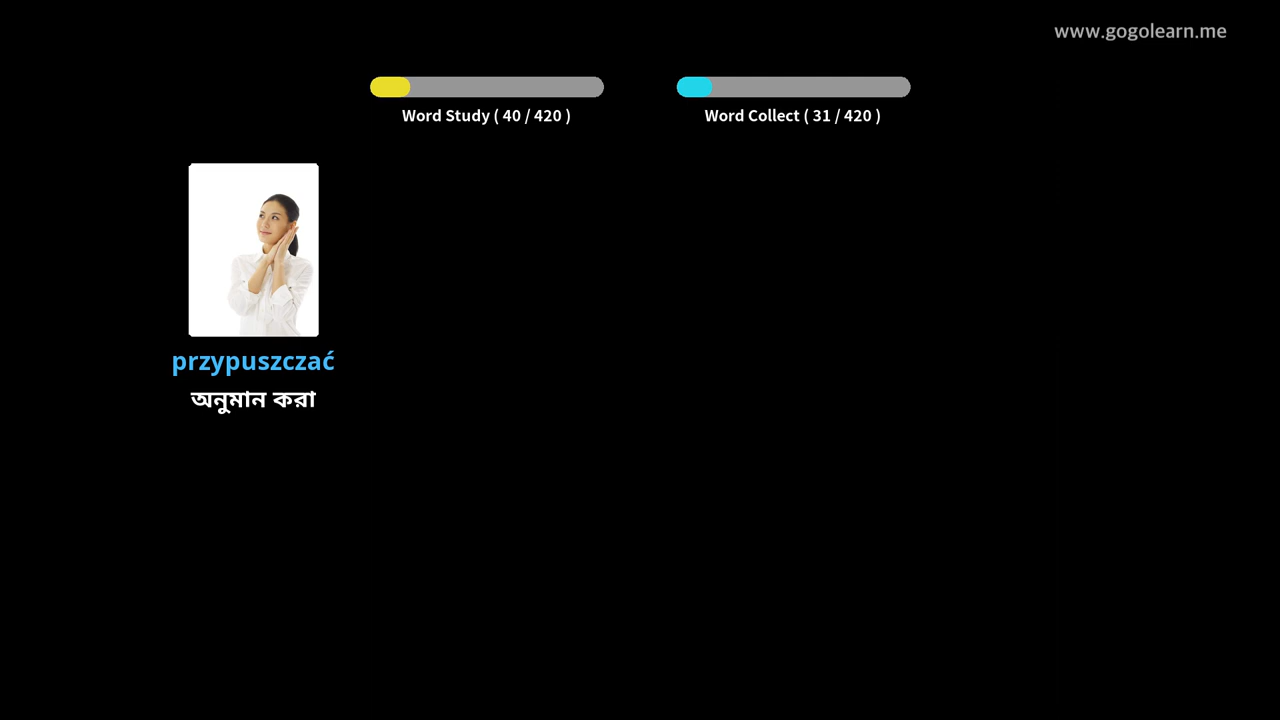 www.gogolearn.me
Word Study ( 40 / 420 )
Word Collect ( 31 / 420 )
przypuszczać
অনুমান করা